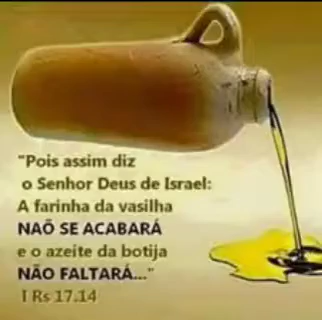 "Pois assim diz
o Senhor Deus de Israel:
A farinha da vasilha
NAÕ SE ACABARÁ
e o azeite da botija
NÃO FALTARÁ..."
I Rs 17.14